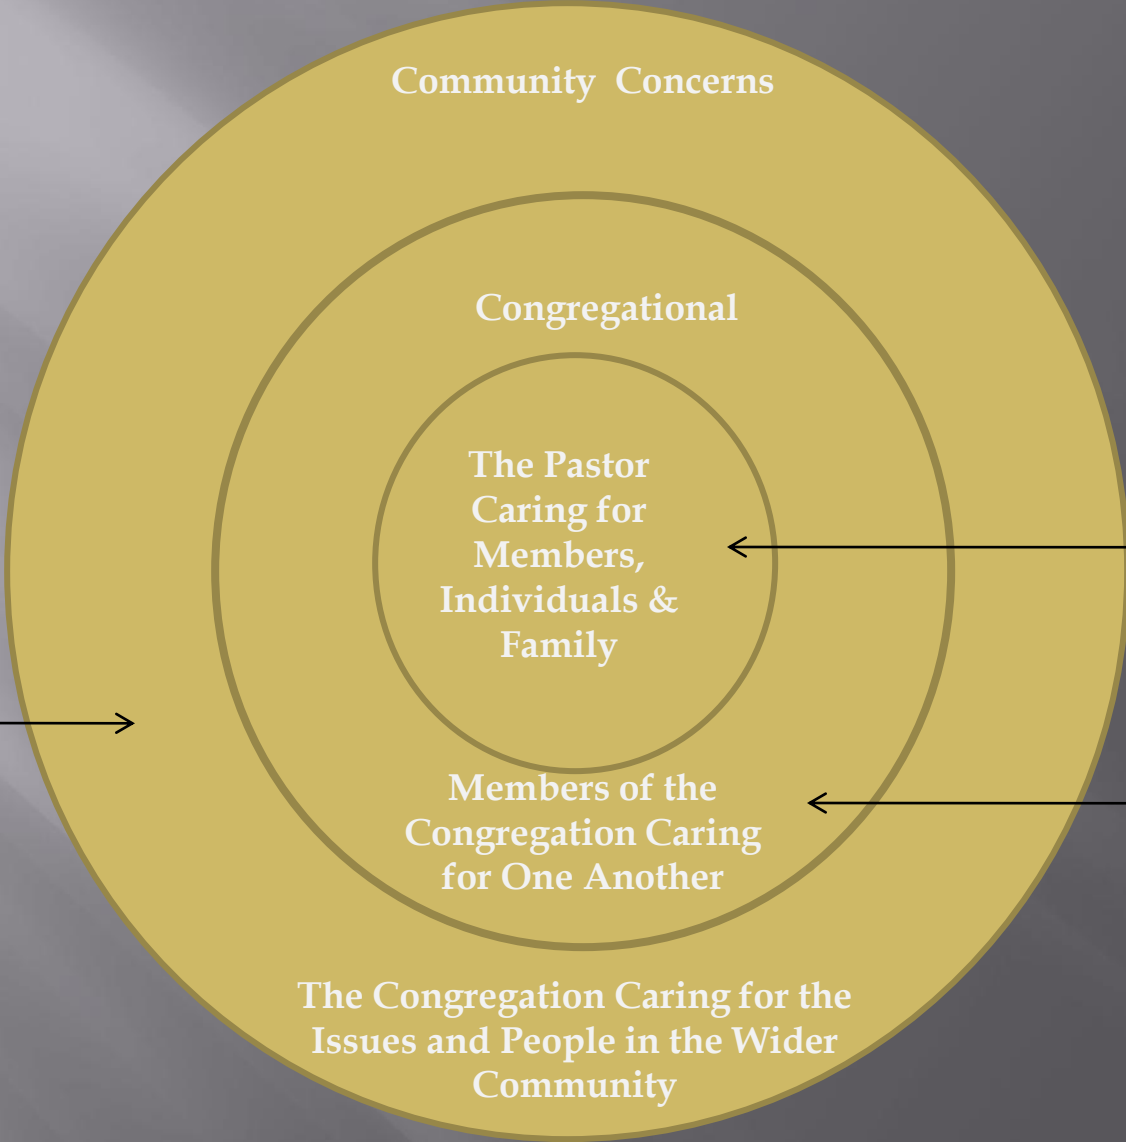 Community Concerns
Congregational
The Pastor
Caring for
Members,
Individuals &
Family
Members of the
Congregation Caring
for One Another
The Congregation Caring for the
Issues and People in the Wider
Community